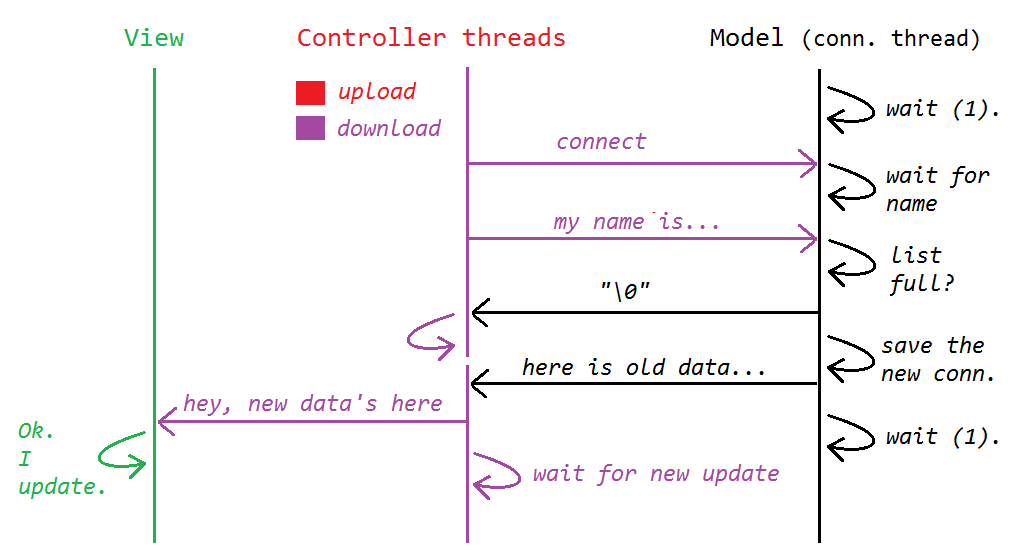 View
Controller threads
Model (conn. thread)
upload
download
wait (1).
connect
wait for
name
my name is...
list
full?
"\0"
save the
new conn.
here is old data...
hey, new data's here
wait (1).
Ok.
I
update.
wait for new update